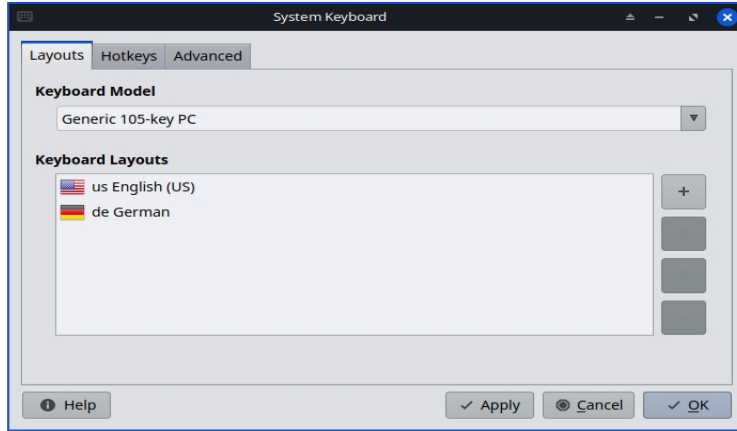 System Keyboard
Layouts Hotkeys Advanced
Keyboard Model
Generic 105-key PC
Keyboard Layouts
us English (US)
de German
+
Help Apply Cancel OK